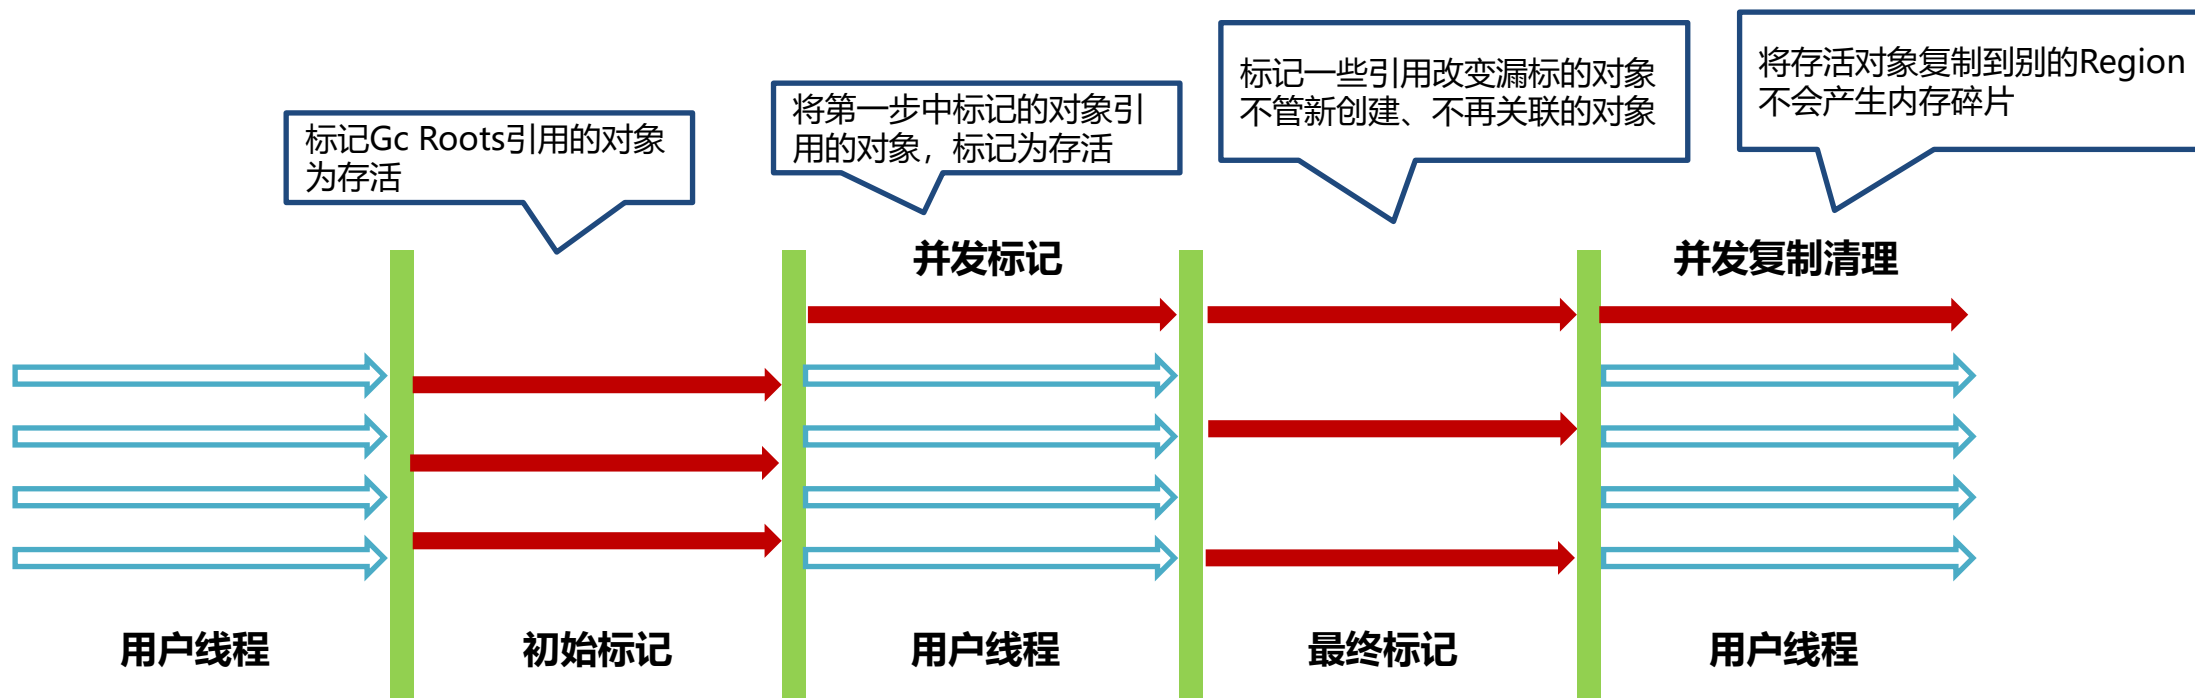 标记Gc Roots引用的对象
为存活
将第一步中标记的对象引
用的对象，标记为存活
标记一些引用改变漏标的对象
不管新创建、不再关联的对象
将存活对象复制到别的Region
不会产生内存碎片
并发标记
并发复制清理
用户线程
初始标记
用户线程
最终标记
用户线程